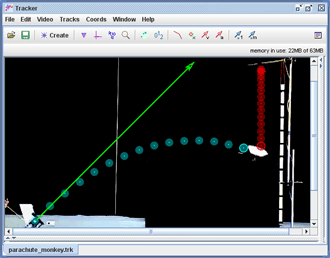 Tracker
File Edit Video Tracks Coords Window Help
Create
memory in use: 22MB of 63MB
parachute_monkey.trk